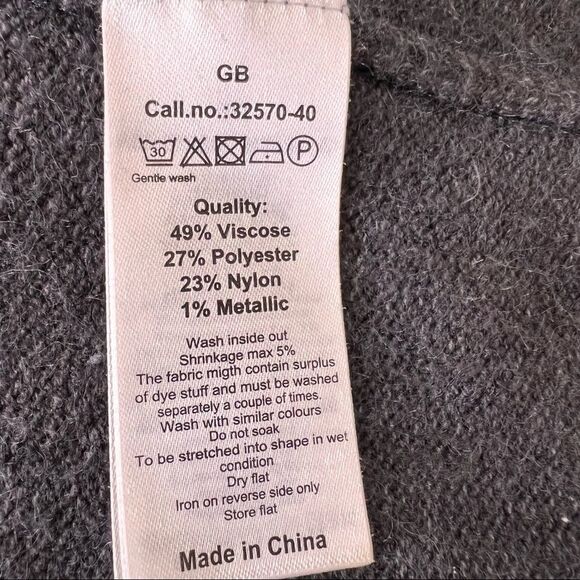 GB
Call.no.:32570-40
30
P
Gentle wash
Quality:
49% Viscose
27% Polyester
23% Nylon
1% Metallic
Wash inside out
Shrinkage max 5%
The fabric migth contain surplus
of dye stuff and must be washed
separately a couple of times.
Wash with similar colours
Do not soak
To be stretched into shape in wet
condition
Dry flat
Iron on reverse side only
Store flat
Made in China